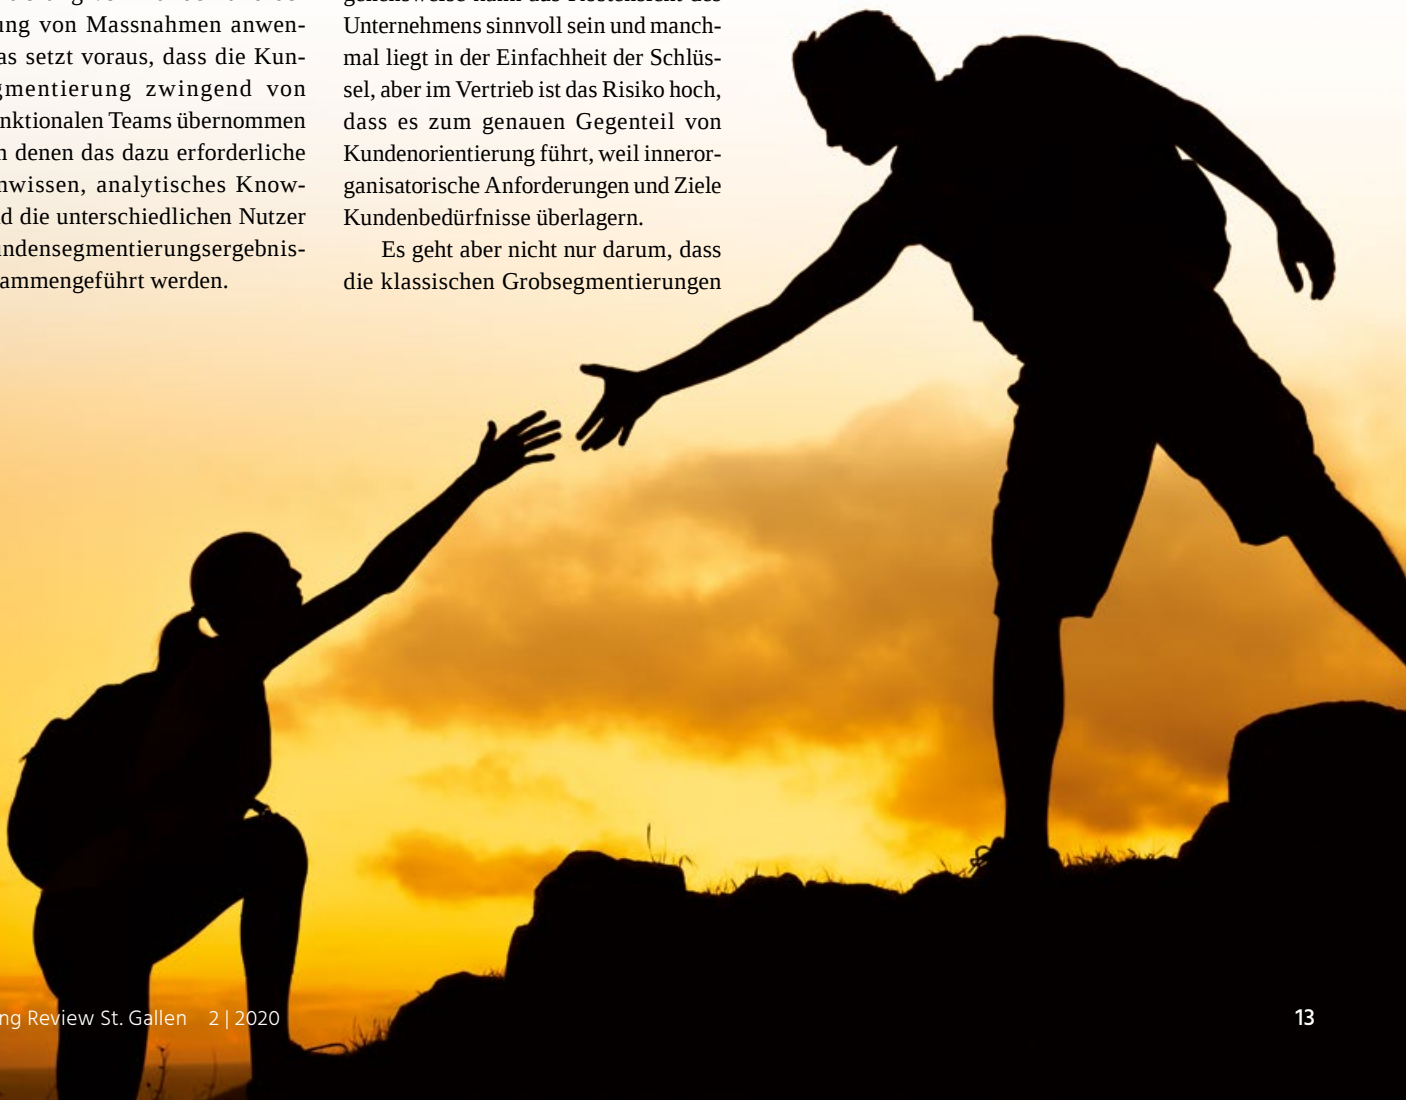 ung von Massnahmen anwen-
as setzt voraus, dass die Kun-
gmentierung zwingend von
nktionalen Teams übernommen
n denen das dazu erforderliche
nwissen, analytisches Know-
d die unterschiedlichen Nutzer
ndensegmentierungsergebnis-
ammengeführt werden.
Unternehmens sinnvoll sein und manch-
mal liegt in der Einfachheit der Schlüs-
sel, aber im Vertrieb ist das Risiko hoch,
dass es zum genauen Gegenteil von
Kundenorientierung führt, weil inneror-
ganisatorische Anforderungen und Ziele
Kundenbedürfnisse überlagern.
Es geht aber nicht nur darum, dass
die klassischen Grobsegmentierungen
ng Review St. Gallen 2 | 2020
13